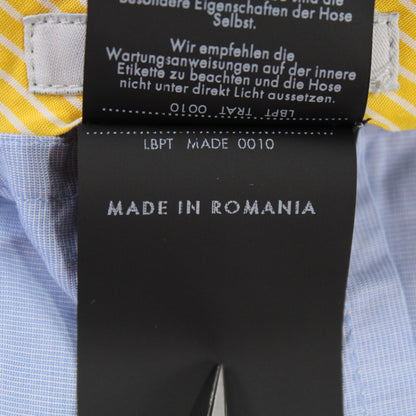 besondere Eigenschaften der Hose
Selbst.
Wir empfehlen die
Wartungsanweisungen auf der innere
Etikette zu beachten und die Hose
nicht unter direkt Licht aussetzen.
LBPT TRAT 0010
LBPT MADE 0010
MADE IN ROMANIA